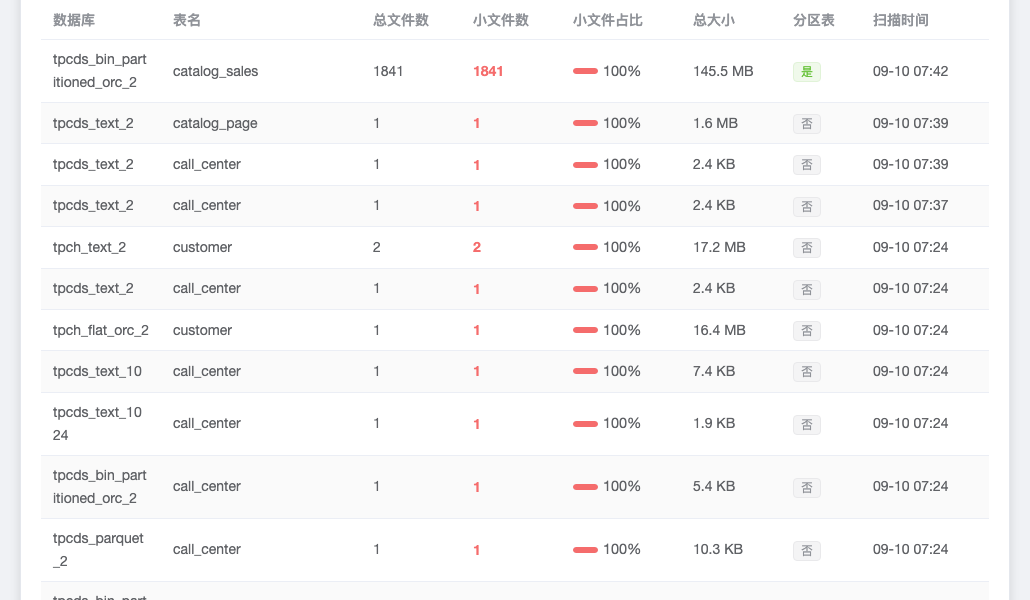 数据库 表名 总文件数 小文件数 小文件占比 总大小 分区表 扫描时间
tpcds_bin_part
itioned_orc_2 catalog_sales 1841 1841 100% 145.5 MB 是 09-10 07:42
tpcds_text_2 catalog_page 1 1 100% 1.6 MB 否 09-10 07:39
tpcds_text_2 call_center 1 1 100% 2.4 KB 否 09-10 07:39
tpcds_text_2 call_center 1 1 100% 2.4 KB 否 09-10 07:37
tpch_text_2 customer 2 2 100% 17.2 MB 否 09-10 07:24
tpcds_text_2 call_center 1 1 100% 2.4 KB 否 09-10 07:24
tpch_flat_orc_2 customer 1 1 100% 16.4 MB 否 09-10 07:24
tpcds_text_10 call_center 1 1 100% 7.4 KB 否 09-10 07:24
tpcds_text_10
24 call_center 1 1 100% 1.9 KB 否 09-10 07:24
tpcds_bin_part
itioned_orc_2 call_center 1 1 100% 5.4 KB 否 09-10 07:24
tpcds_parquet
_2 call_center 1 1 100% 10.3 KB 否 09-10 07:24